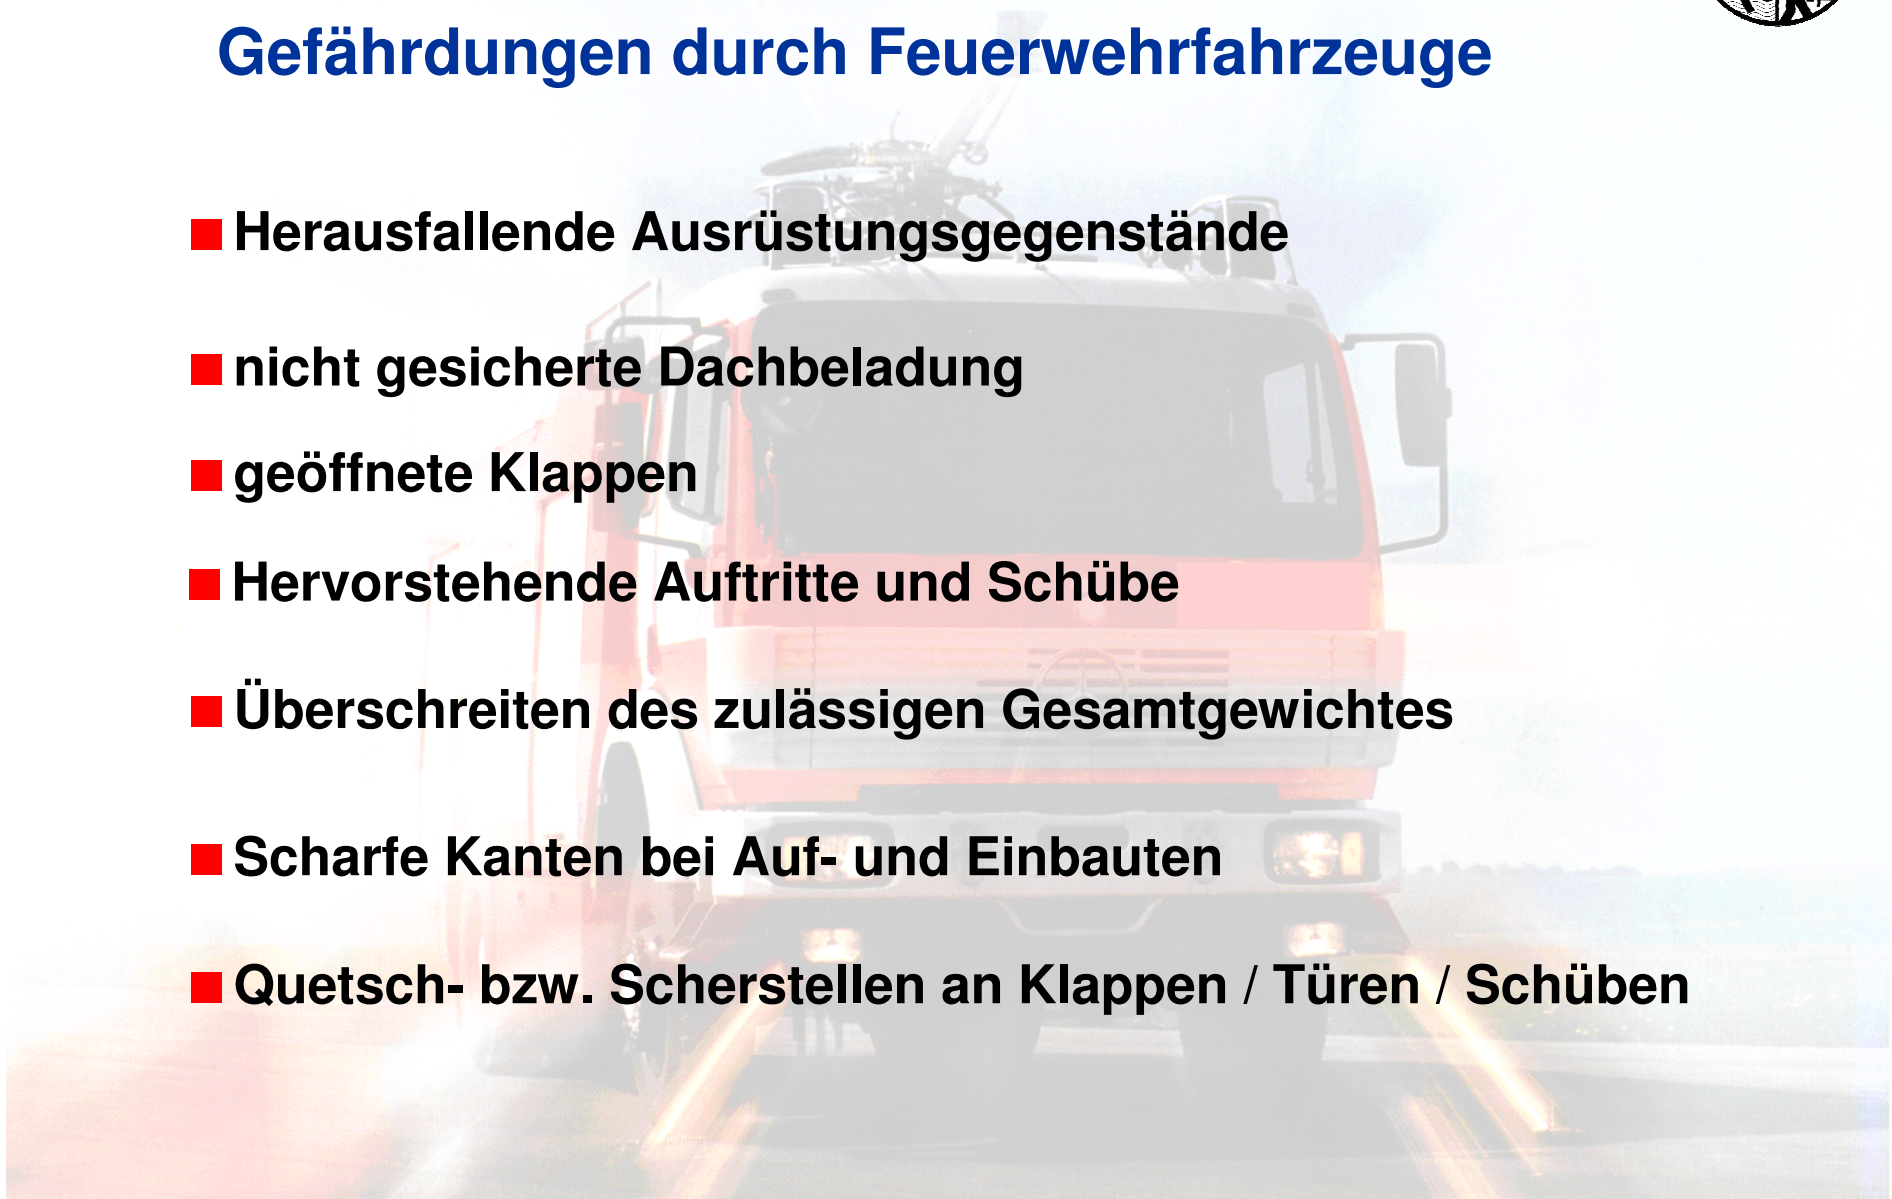 Gefährdungen durch Feuerwehrfahrzeuge
Herausfallende Ausrüstungsgegenstände
nicht gesicherte Dachbeladung
geöffnete Klappen
Hervorstehende Auftritte und Schübe
Überschreiten des zulässigen Gesamtgewichtes
Scharfe Kanten bei Auf- und Einbauten
Quetsch- bzw. Scherstellen an Klappen / Türen / Schüben